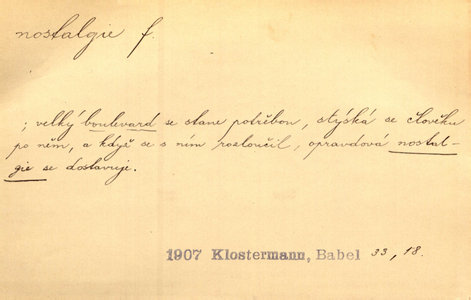 nostalgie f.
; velký boulevard se stane potřebou, stýská se člověku
po něm, a když se s ním rozloučil, opravdová nostal-
gie se dostavuje.
1907 Klostermann, Babel 33, 18.